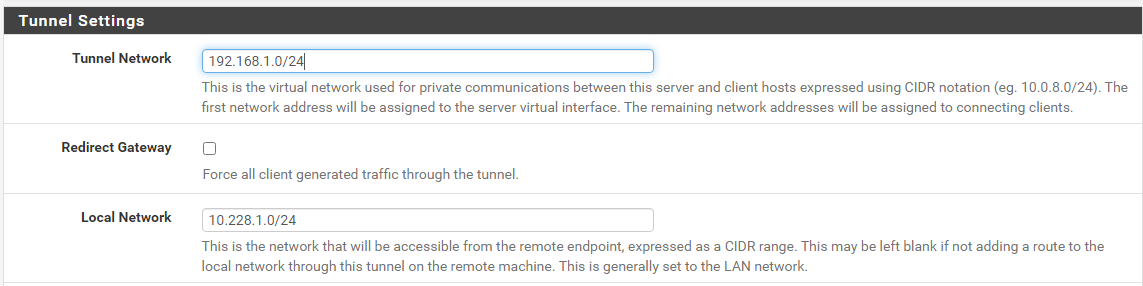 Tunnel Settings
Tunnel Network
192.168.1.0/24
This is the virtual network used for private communications between this server and client hosts expressed using CIDR notation (eg. 10.0.8.0/24). The
first network address will be assigned to the server virtual interface. The remaining network addresses will be assigned to connecting clients.
Redirect Gateway
Force all client generated traffic through the tunnel.
Local Network
10.228.1.0/24
This is the network that will be accessible from the remote endpoint, expressed as a CIDR range. This may be left blank if not adding a route to the
local network through this tunnel on the remote machine. This is generally set to the LAN network.